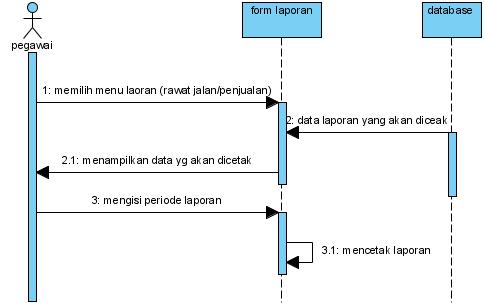 form laporan
database
pegawai
1: memilih menu laoran (rawat jalan/penjualan)
2: data laporan yang akan diceak
2.1: menampilkan data yg akan dicetak
3: mengisi periode laporan
3.1: mencetak laporan